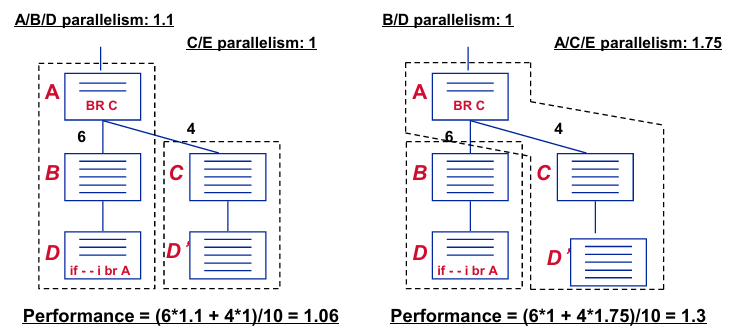 A/B/D parallelism: 1.1
C/E parallelism: 1
A
BR C
6
4
B
C
D
if - - i br A
D'
Performance = (6*1.1 + 4*1)/10 = 1.06
B/D parallelism: 1
A/C/E parallelism: 1.75
A
BR C
6
4
B
C
D
if - - i br A
D'
Performance = (6*1 + 4*1.75)/10 = 1.3